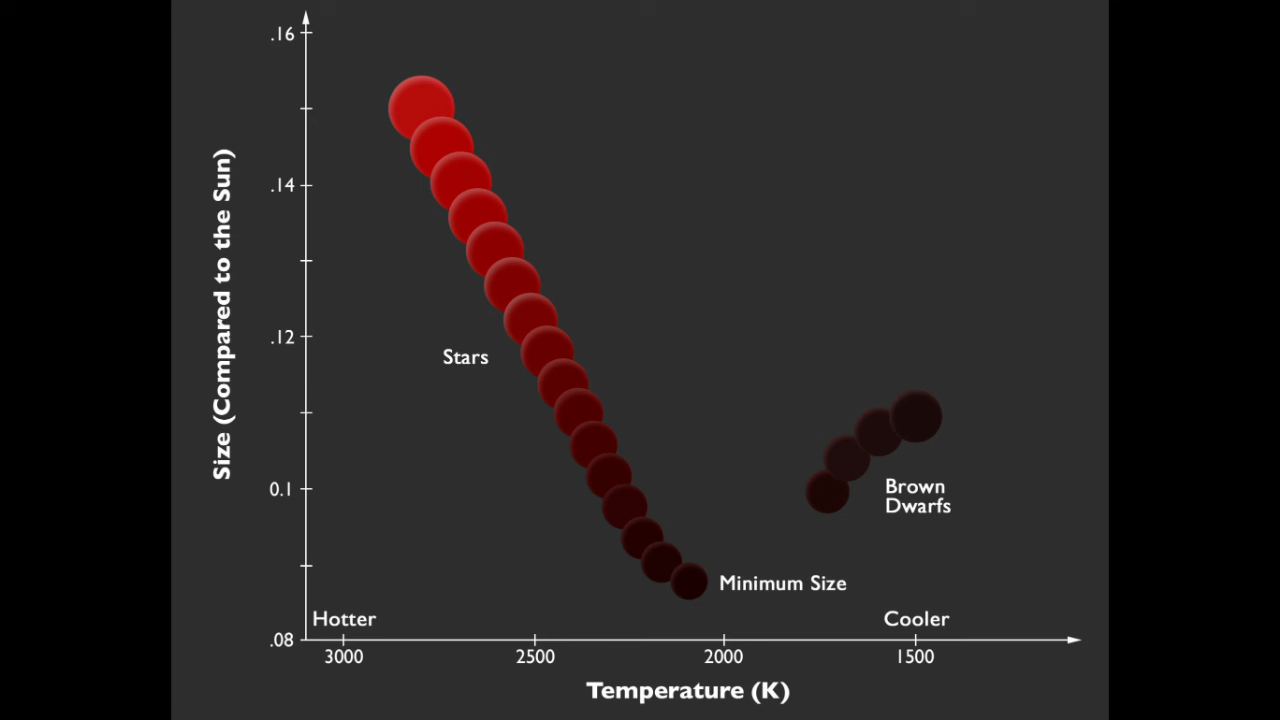 .16
.14
.12
0.1
.08
Size (Compared to the Sun)
Stars
Brown
Dwarfs
Minimum Size
Hotter
Cooler
3000
2500
2000
1500
Temperature (K)